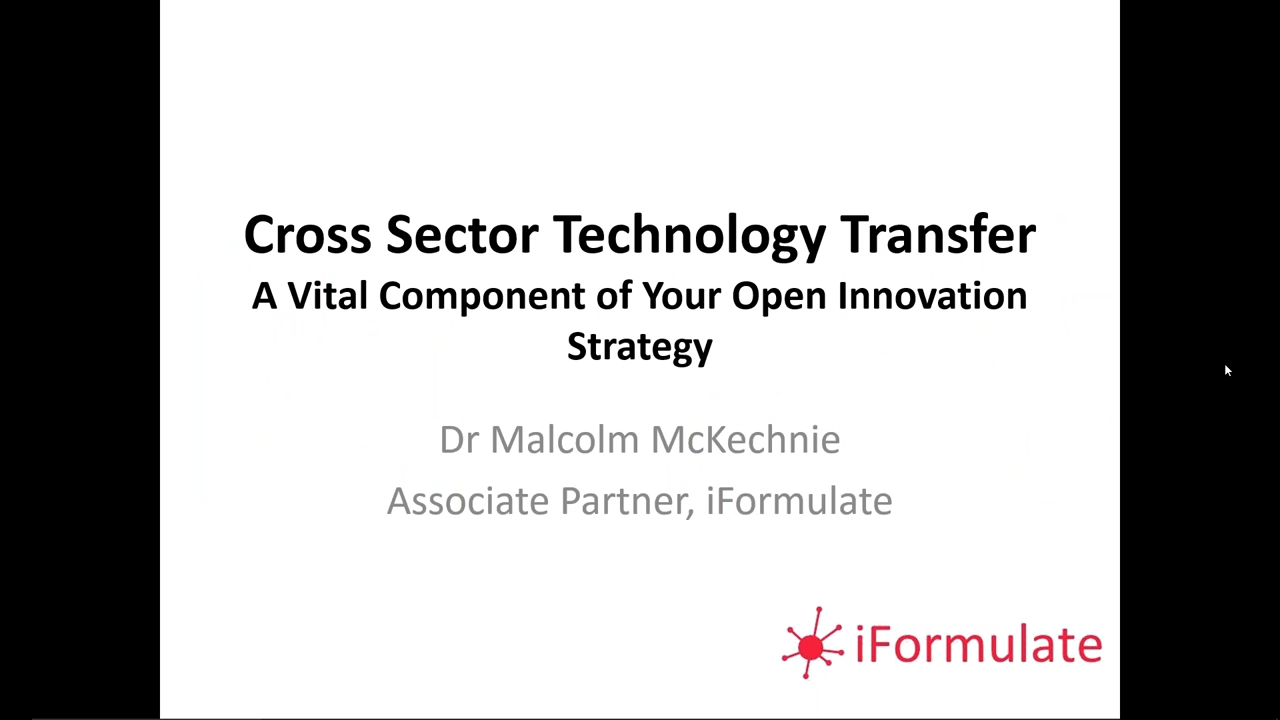 Cross Sector Technology Transfer
A Vital Component of Your Open Innovation
Strategy
Dr Malcolm McKechnie
Associate Partner, iFormulate
iFormulate